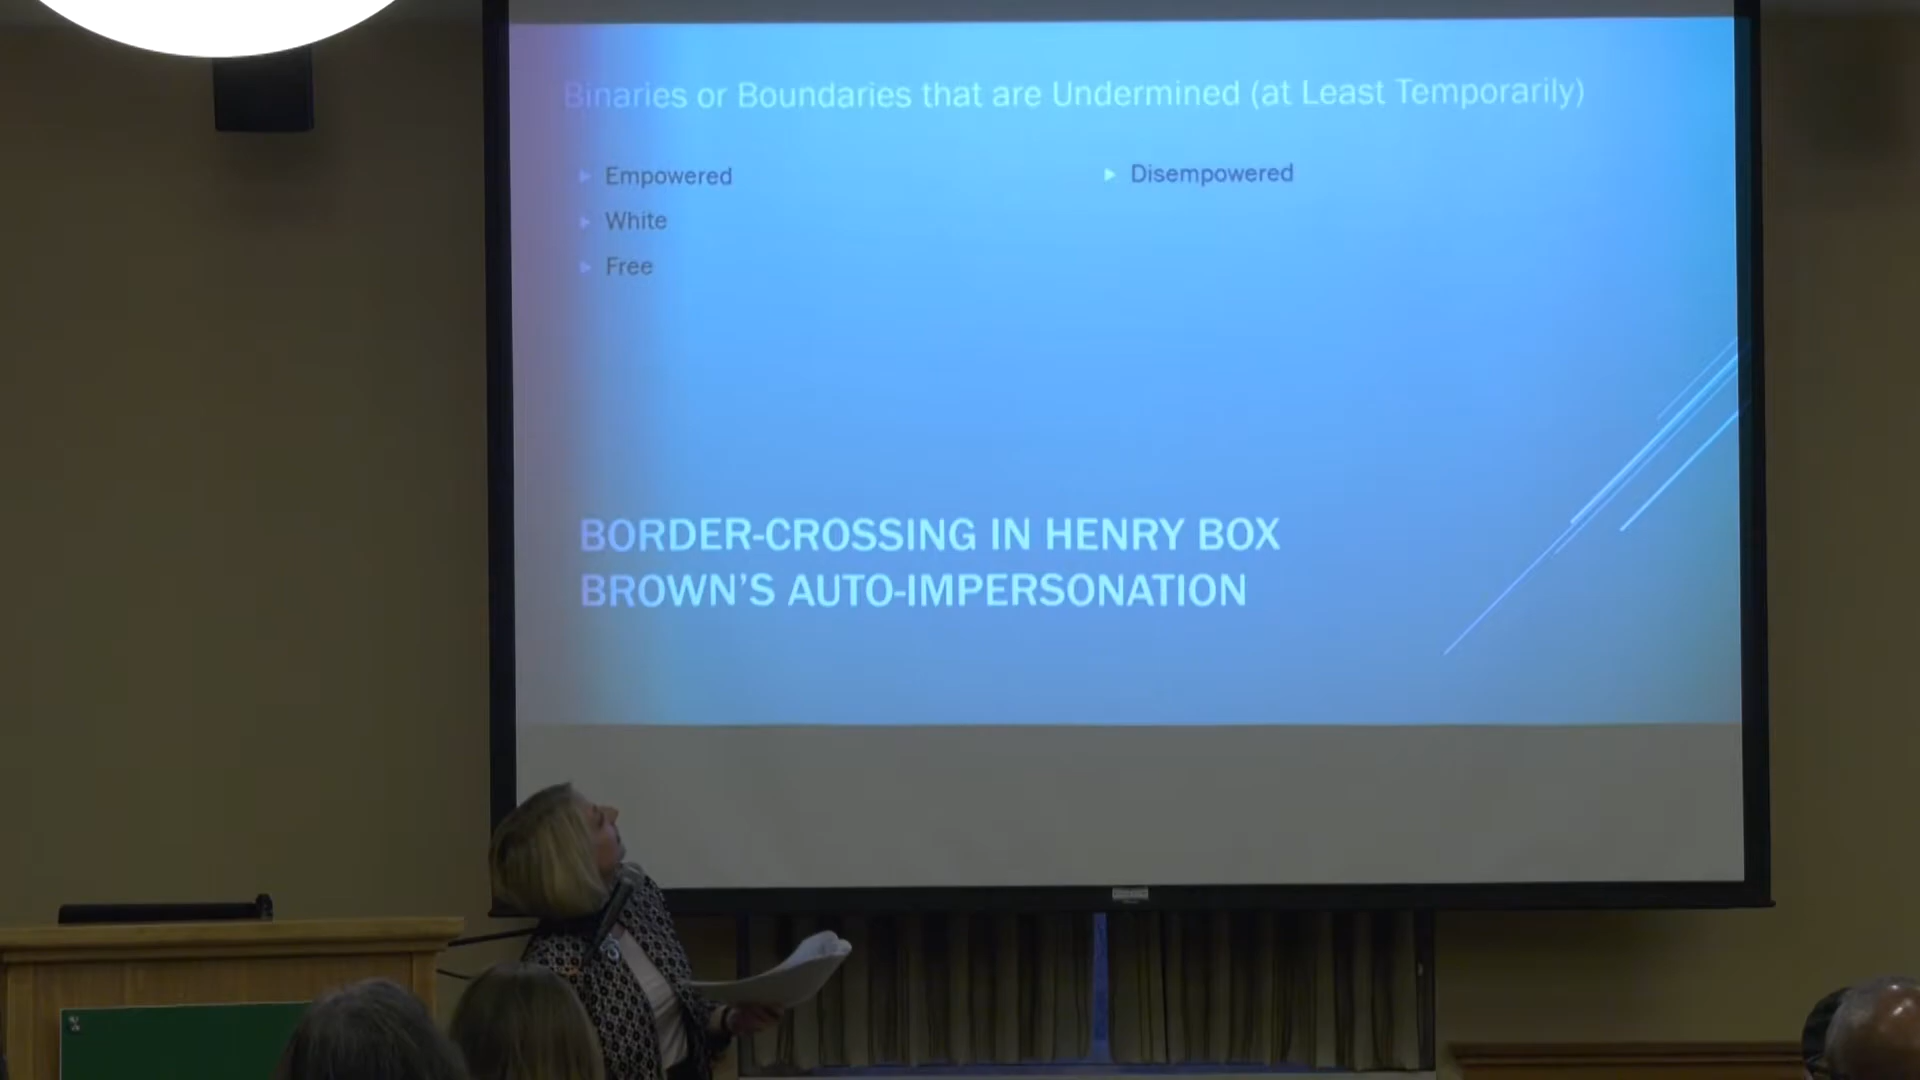 Binaries or Boundaries that are Undermined (at Least Temporarily)
Empowered
White
Free
Disempowered
BORDER-CROSSING IN HENRY BOX
BROWN'S AUTO-IMPERSONATION